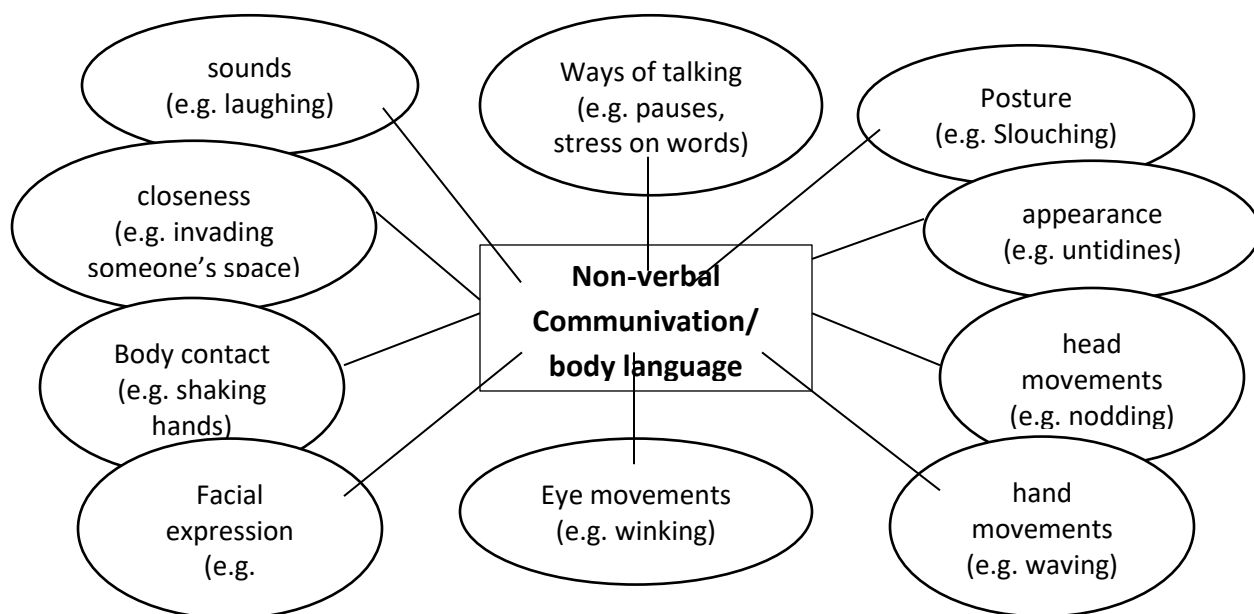 sounds
(e.g. laughing)
Ways of talking
(e.g. pauses,
stress on words)
Posture
(e.g. Slouching)
closeness
(e.g. invading
someone's space)
appearance
(e.g. untidines)
Non-verbal
Communivation/
body language
Body contact
(e.g. shaking
hands)
head
movements
(e.g. nodding)
Facial
expression
(e.g.
Eye movements
(e.g. winking)
hand
movements
(e.g. waving)